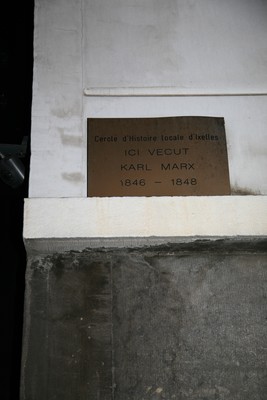 Cercle d'Histoire locale d'Ixelles
ICI VECUT
KARL MARX
1846 - 1848